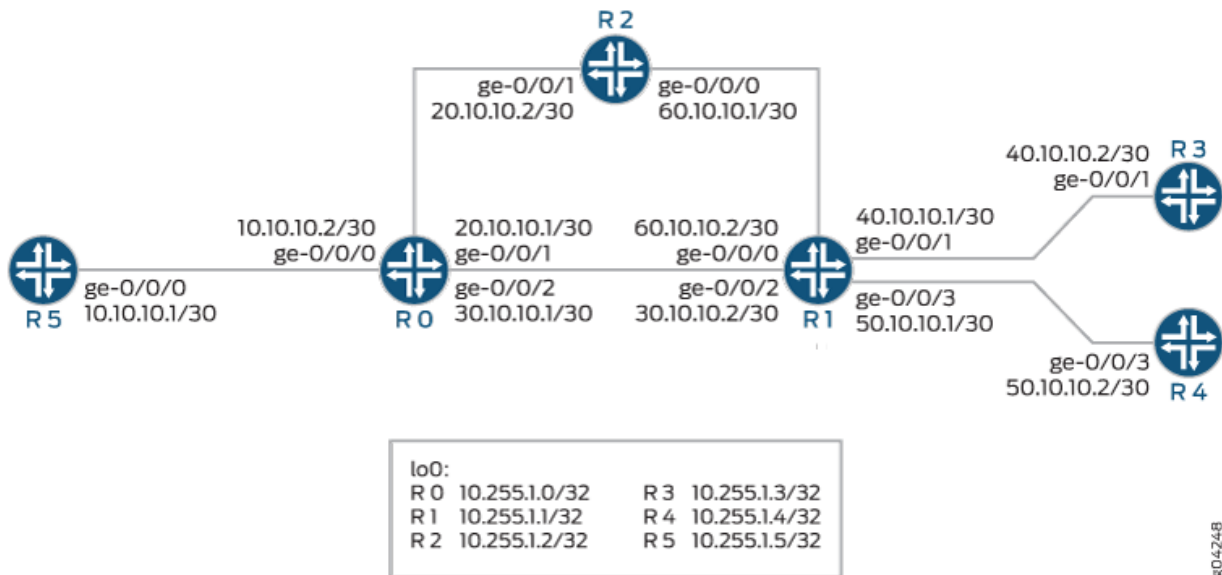 R 2
ge-0/0/1
20.10.10.2/30
ge-0/0/0
60.10.10.1/30
40.10.10.2/30
ge-0/0/1
R 3
10.10.10.2/30
ge-0/0/0
20.10.10.1/30
ge-0/0/1
60.10.10.2/30
ge-0/0/0
40.10.10.1/30
ge-0/0/1
ge-0/0/0
10.10.10.1/30
R 5
R 0
ge-0/0/2
30.10.10.1/30
ge-0/0/2
30.10.10.2/30
R 1
ge-0/0/3
50.10.10.1/30
ge-0/0/3
50.10.10.2/30
R 4
lo0:
R 0 10.255.1.0/32 R 3 10.255.1.3/32
R 1 10.255.1.1/32 R 4 10.255.1.4/32
R 2 10.255.1.2/32 R 5 10.255.1.5/32